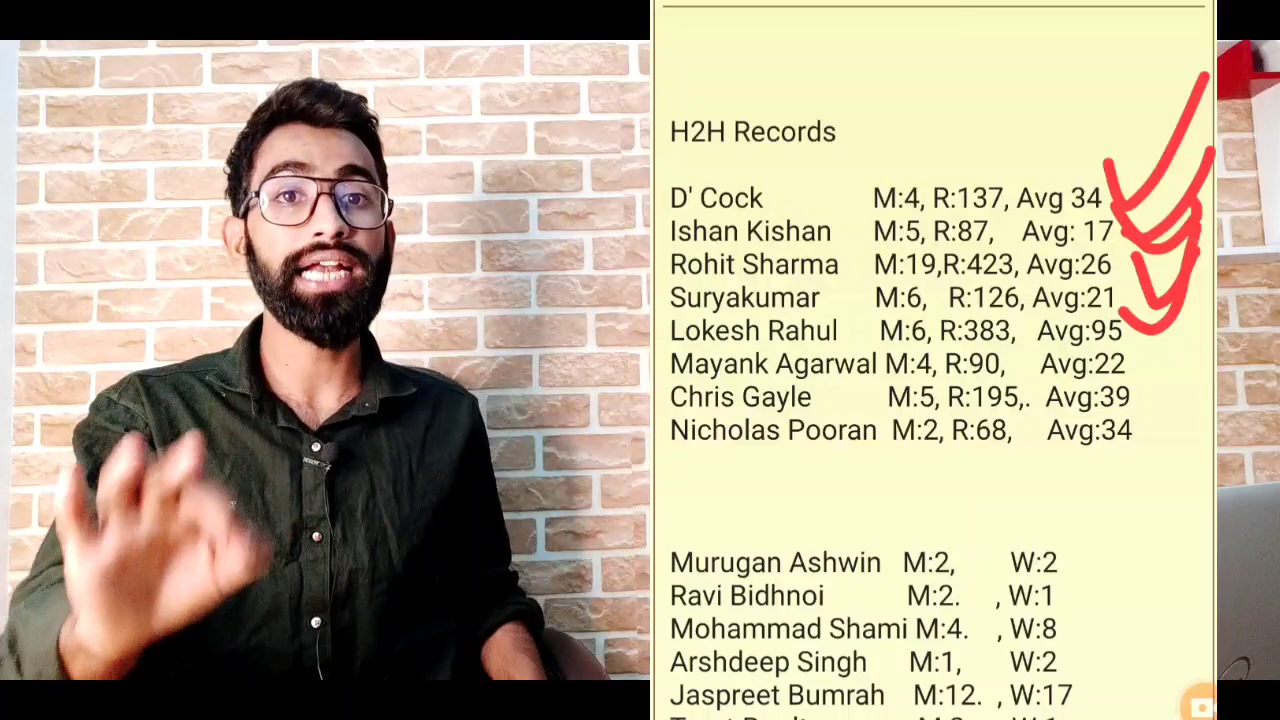 H2H Records
D' Cock M:4, R:137, Avg 34
Ishan Kishan M:5, R:87, Avg: 17
Rohit Sharma M:19,R:423, Avg:26
Suryakumar M:6, R:126, Avg:21
Lokesh Rahul M:6, R:383, Avg:95
Mayank Agarwal M:4, R:90, Avg:22
Chris Gayle M:5, R:195,. Avg:39
Nicholas Pooran M:2, R:68, Avg:34
Murugan Ashwin M:2, W:2
Ravi Bidhnoi M:2. , W:1
Mohammad Shami M:4. , W:8
Arshdeep Singh M:1, W:2
Jaspreet Bumrah M:12. , W:17